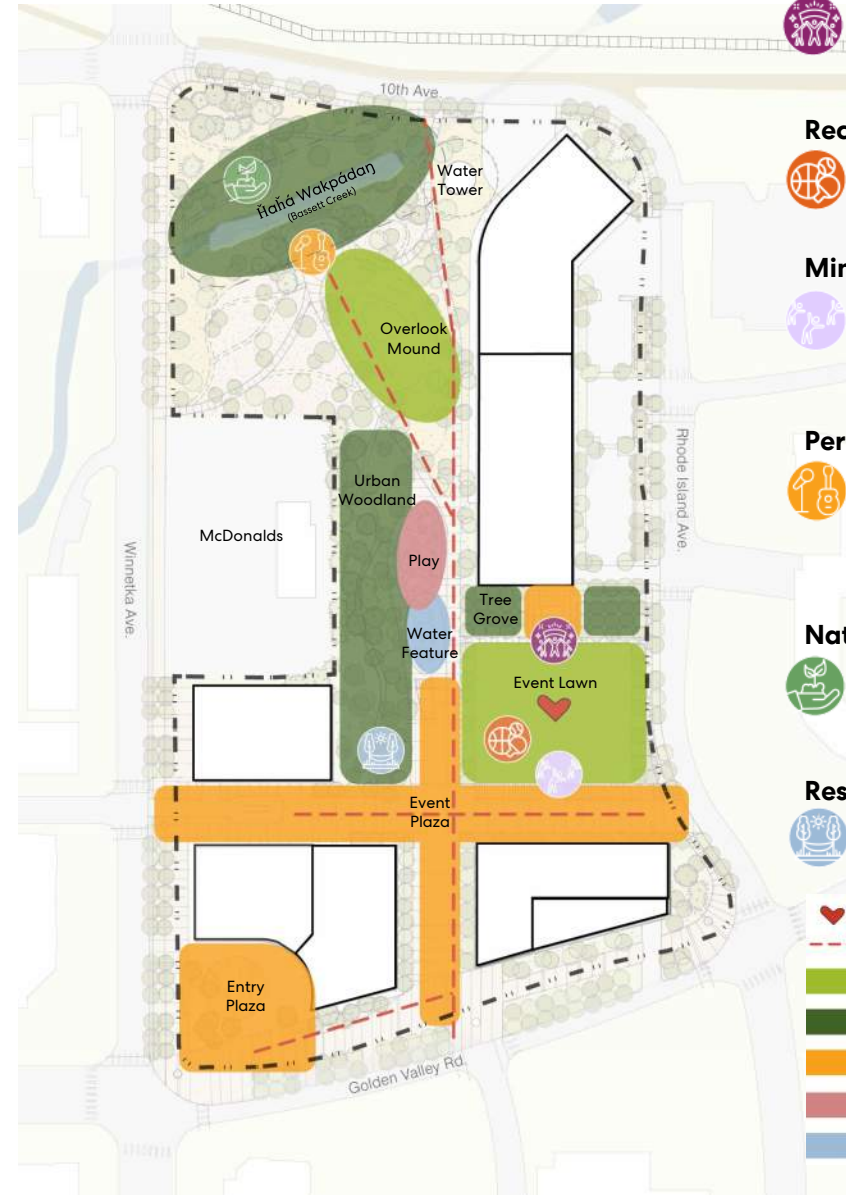 10th Ave.
Water
Tower
Ȟaȟá Wakpádaŋ
(Bassett Creek)
Overlook
Mound
Urban
Woodland
McDonalds
Play
Winnetka Ave.
Rhode Island Ave.
Tree
Grove
Water
Feature
Event Lawn
Event
Plaza
Entry
Plaza
Golden Valley Rd.
Rec
Min
Per
Nat
Res